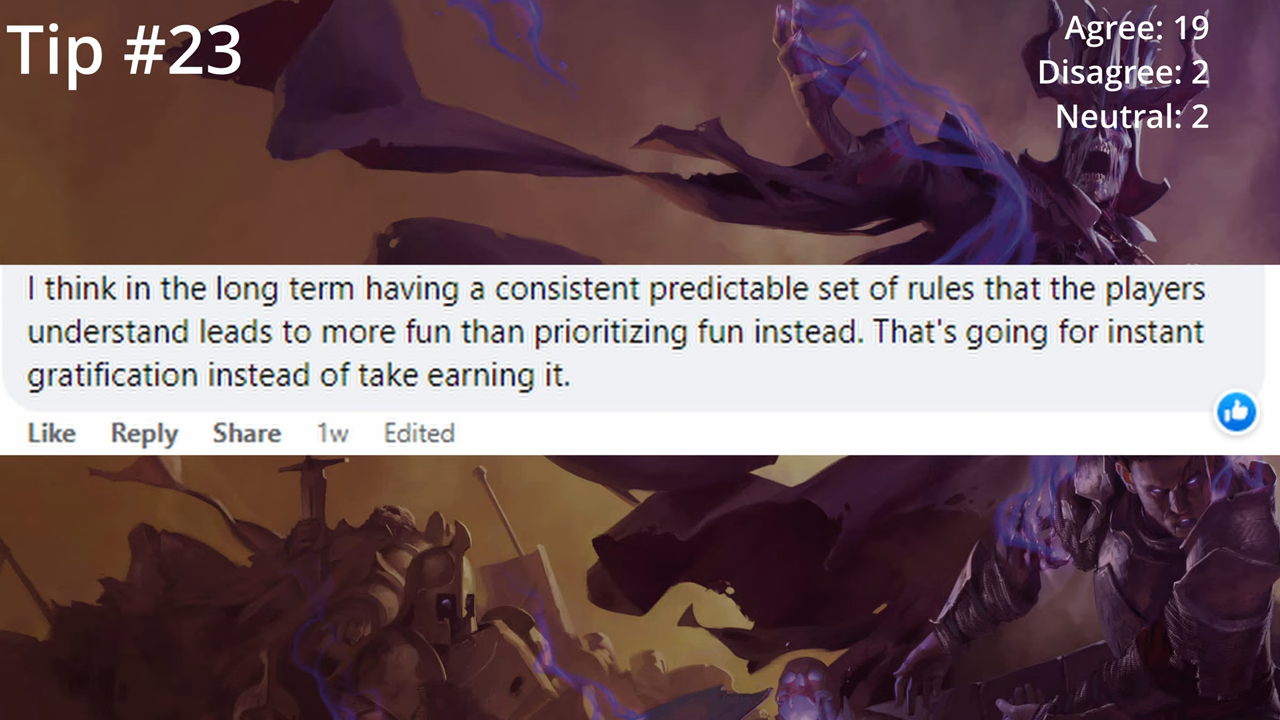 Tip #23
Agree: 19
Disagree: 2
Neutral: 2
I think in the long term having a consistent predictable set of rules that the players
understand leads to more fun than prioritizing fun instead. That's going for instant
gratification instead of take earning it.
Like Reply Share 1w Edited